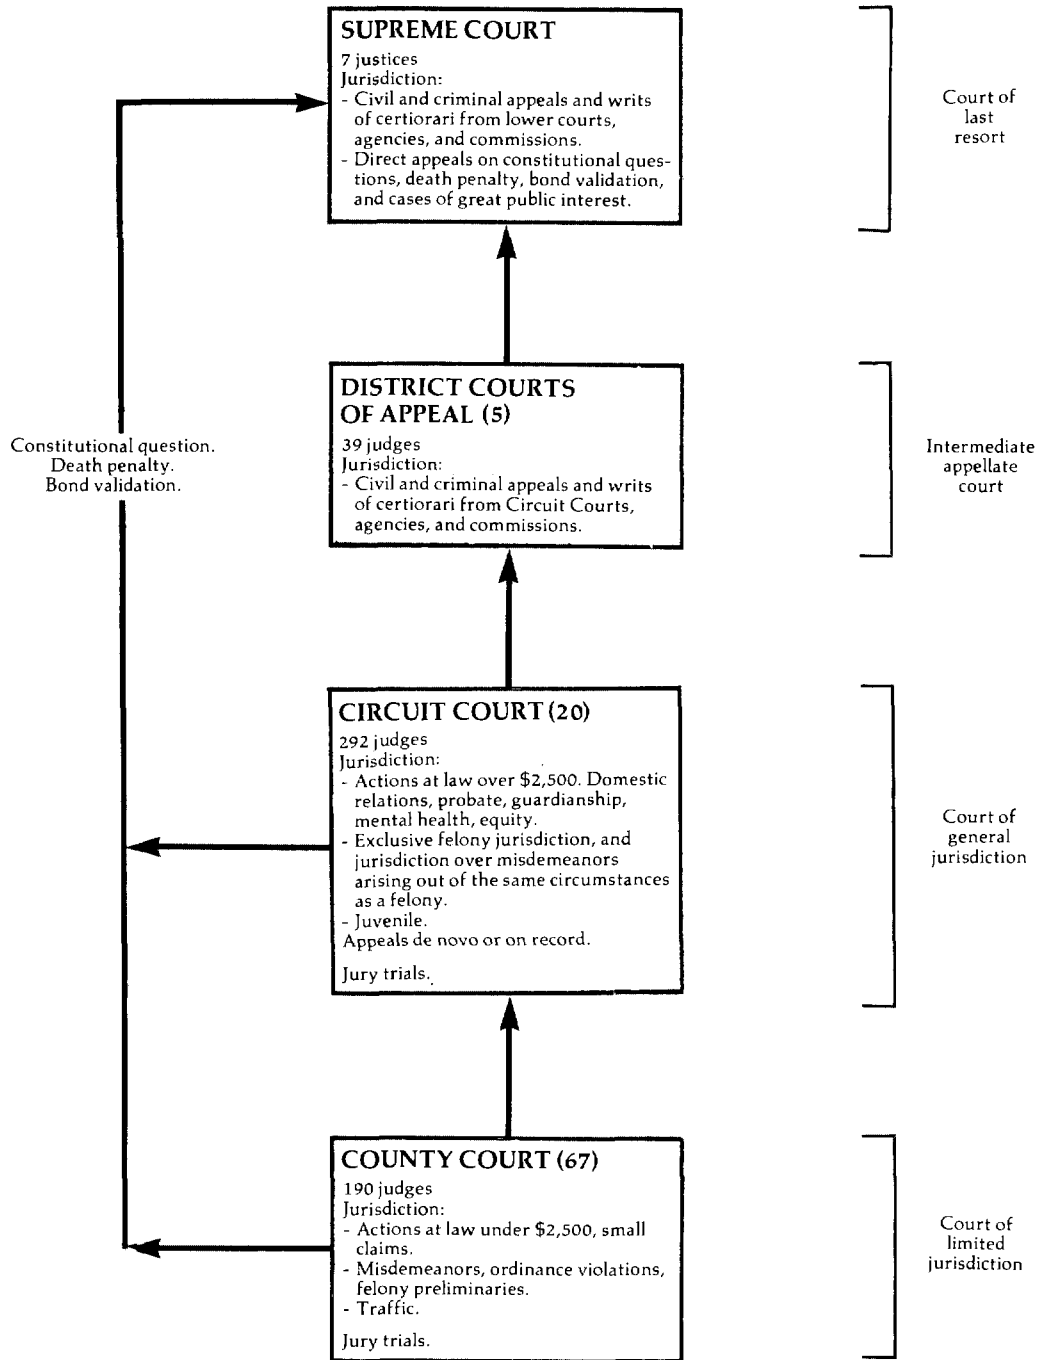 SUPREME COURT
7 justices
Jurisdiction:
- Civil and criminal appeals and writs
of certiorari from lower courts,
agencies, and commissions.
- Direct appeals on constitutional ques-
tions, death penalty, bond validation,
and cases of great public interest.
Court of
last
resort
DISTRICT COURTS
OF APPEAL (5)
39 judges
Jurisdiction:
- Civil and criminal appeals and writs
of certiorari from Circuit Courts,
agencies, and commissions.
Intermediate
appellate
court
Constitutional question.
Death penalty.
Bond validation.
CIRCUIT COURT (20)
292 judges
Jurisdiction:
- Actions at law over $2,500. Domestic
relations, probate, guardianship,
mental health, equity.
- Exclusive felony jurisdiction, and
jurisdiction over misdemeanors
arising out of the same circumstances
as a felony.
- Juvenile.
Appeals de novo or on record.
Jury trials.
Court of
general
jurisdiction
COUNTY COURT (67)
190 judges
Jurisdiction:
- Actions at law under $2,500, small
claims.
- Misdemeanors, ordinance violations,
felony preliminaries.
- Traffic.
Jury trials.
Court of
limited
jurisdiction